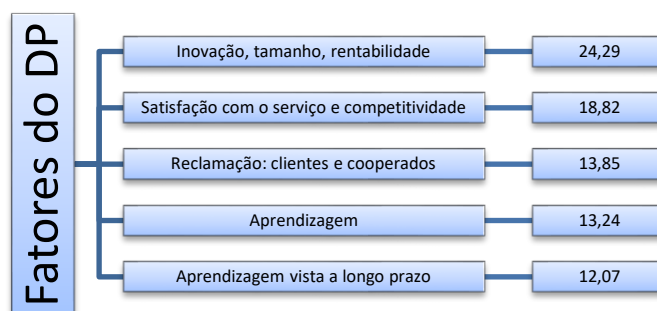 Fatores do DP
Inovação, tamanho, rentabilidade
24,29
Satisfação com o serviço e competitividade
18,82
Reclamação: clientes e cooperados
13,85
Aprendizagem
13,24
Aprendizagem vista a longo prazo
12,07